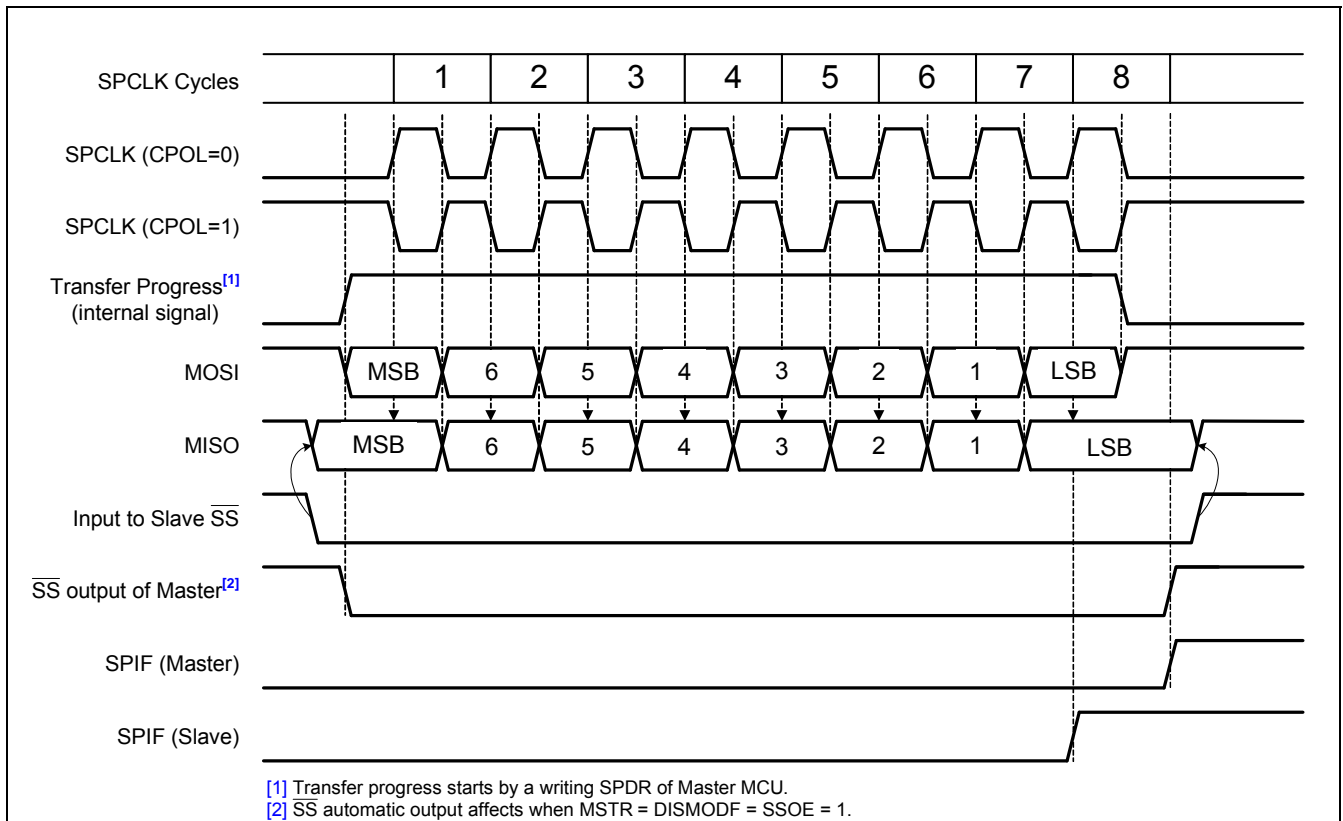 SPCLK Cycles 1 2 3 4 5 6 7 8
SPCLK (CPOL=0)
SPCLK (CPOL=1)
Transfer Progress[1]
(internal signal)
MOSI MSB 6 5 4 3 2 1 LSB
MISO MSB 6 5 4 3 2 1 LSB
Input to Slave S̅S̅
S̅S̅ output of Master[2]
SPIF (Master)
SPIF (Slave)
[1] Transfer progress starts by a writing SPDR of Master MCU.
[2] S̅S̅ automatic output affects when MSTR = DISMODF = SSOE = 1.